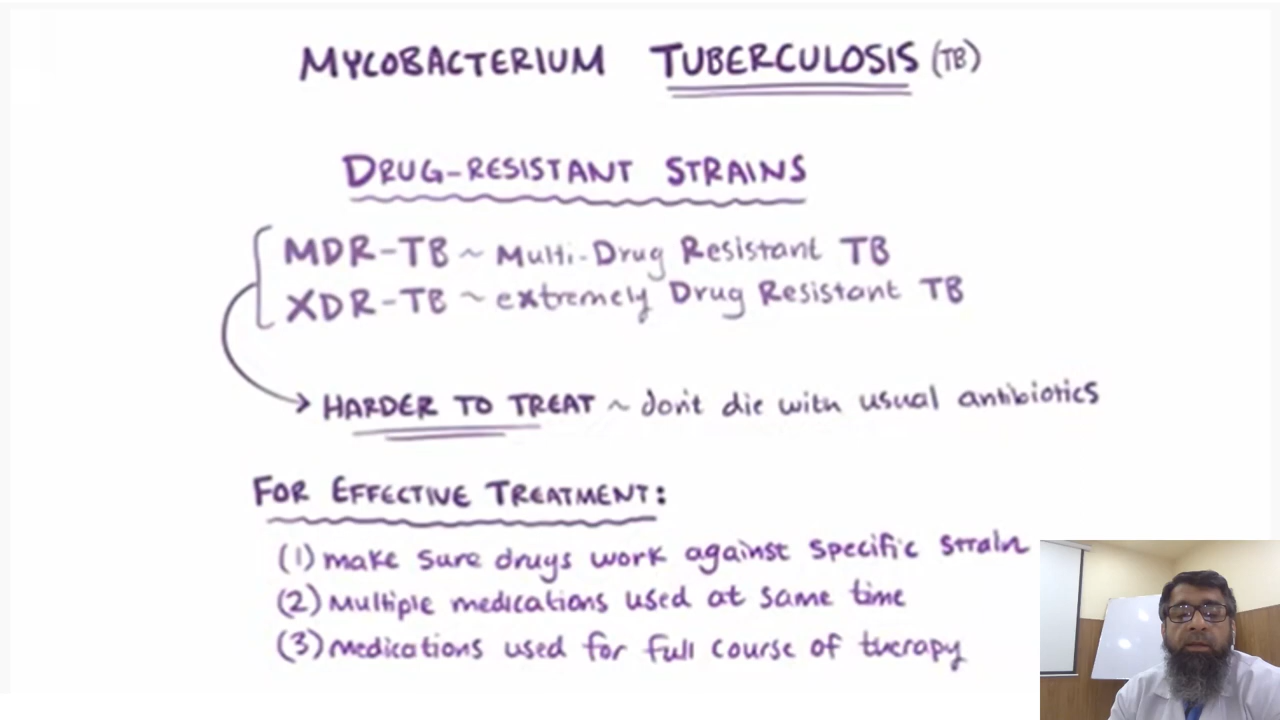 MYCOBACTERIUM TUBERCULOSIS (TB)
DRUG-RESISTANT STRAINS
MDR-TB ~ Multi-Drug Resistant TB
XDR-TB ~ extremely Drug Resistant TB
HARDER TO TREAT ~ don't die with usual antibiotics
FOR EFFECTIVE TREATMENT:
(1) make sure drugs work against specific strain
(2) Multiple medications used at same time
(3) medications used for full course of therapy